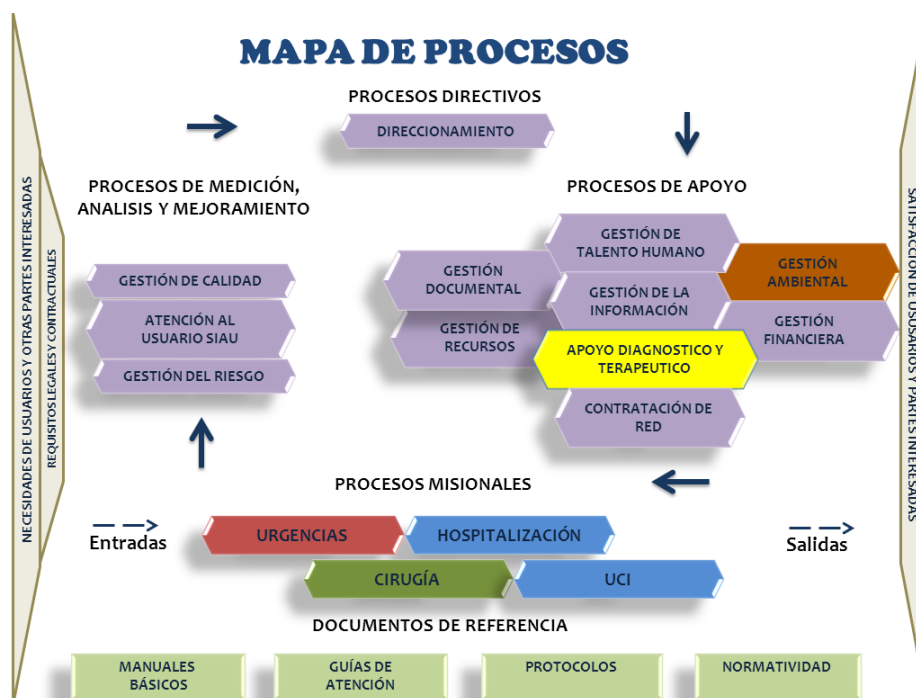 MAPA DE PROCESOS
PROCESOS DIRECTIVOS
DIRECCIONAMIENTO
PROCESOS DE MEDICIÓN,
ANALISIS Y MEJORAMIENTO
GESTIÓN DE CALIDAD
ATENCIÓN AL
USUARIO SIAU
GESTIÓN DEL RIESGO
PROCESOS DE APOYO
GESTIÓN DE
TALENTO HUMANO
GESTIÓN
DOCUMENTAL
GESTIÓN
AMBIENTAL
GESTIÓN DE LA
INFORMACIÓN
GESTIÓN DE
RECURSOS
GESTIÓN
FINANCIERA
APOYO DIAGNOSTICO Y
TERAPEUTICO
CONTRATACIÓN DE
RED
NECESIDADES DE USUARIOS Y OTRAS PARTES INTERESADAS
REQUISITOS LEGALES Y CONTRACTUALES
SATISFACCIÓN DE USUSARIOS Y PARTES INTERESADAS
PROCESOS MISIONALES
Entradas
URGENCIAS
HOSPITALIZACIÓN
Salidas
CIRUGÍA
UCI
DOCUMENTOS DE REFERENCIA
MANUALES
BÁSICOS
GUÍAS DE
ATENCIÓN
PROTOCOLOS
NORMATIVIDAD